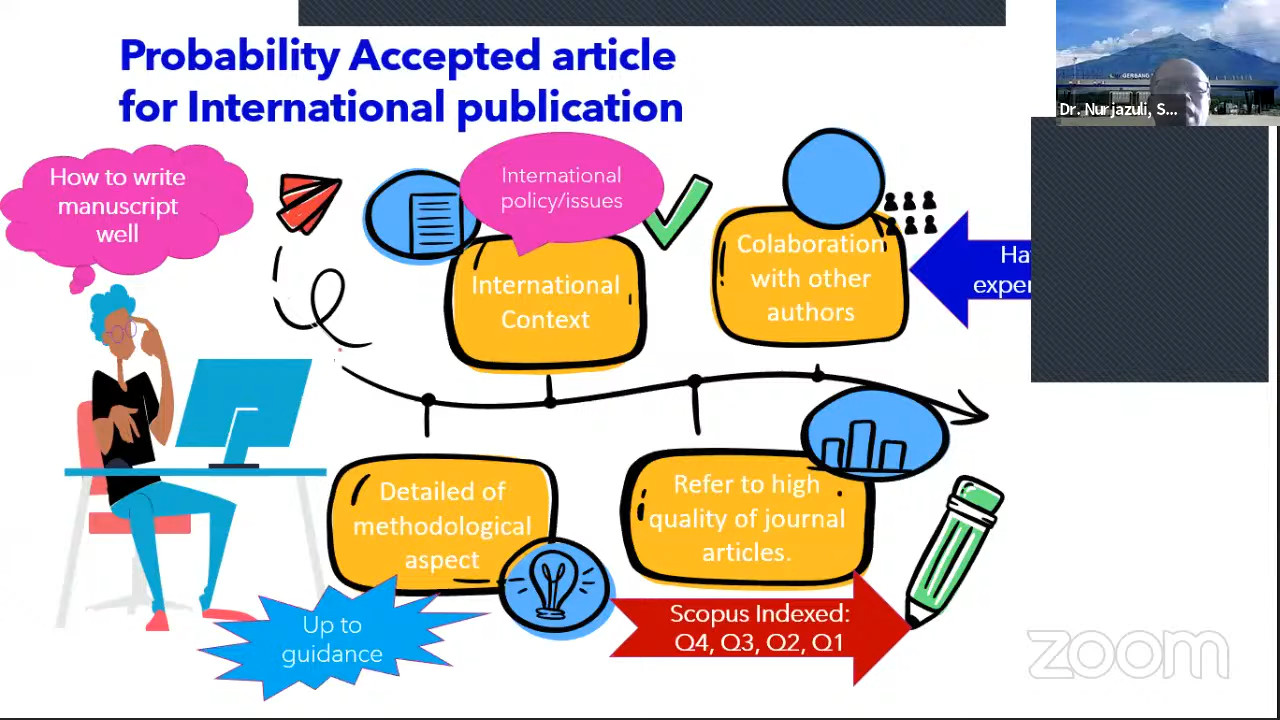 Probability Accepted article
for International publication
Dr. Nurjazuli, S...
How to write
manuscript
well
International
policy/issues
International
Context
Colaboration
with other
authors
Detailed of
methodological
aspect
Refer to high
quality of journal
articles.
Up to
guidance
Scopus Indexed:
Q4, Q3, Q2, Q1
zoom